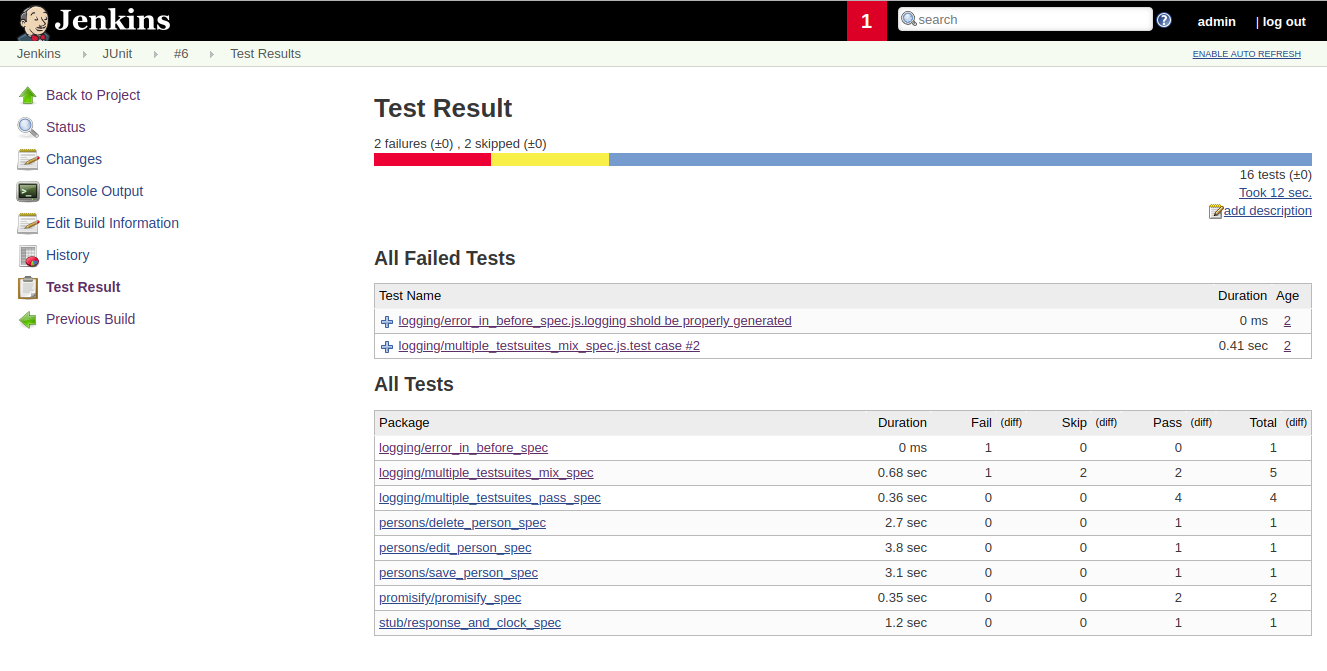 Jenkins 1 search ? admin | log out
Jenkins JUnit #6 Test Results ENABLE AUTO REFRESH
Back to Project
Status
Changes
Console Output
Edit Build Information
History
Test Result
Previous Build
Test Result
2 failures (±0) , 2 skipped (±0)
16 tests (±0)
Took 12 sec.
add description
All Failed Tests
Test Name Duration Age
logging/error_in_before_spec.js.logging shold be properly generated 0 ms 2
logging/multiple_testsuites_mix_spec.js.test case #2 0.41 sec 2
All Tests
Package Duration Fail (diff) Skip (diff) Pass (diff) Total (diff)
logging/error_in_before_spec 0 ms 1 0 0 1
logging/multiple_testsuites_mix_spec 0.68 sec 1 2 2 5
logging/multiple_testsuites_pass_spec 0.36 sec 0 0 4 4
persons/delete_person_spec 2.7 sec 0 0 1 1
persons/edit_person_spec 3.8 sec 0 0 1 1
persons/save_person_spec 3.1 sec 0 0 1 1
promisify/promisify_spec 0.35 sec 0 0 2 2
stub/response_and_clock_spec 1.2 sec 0 0 1 1